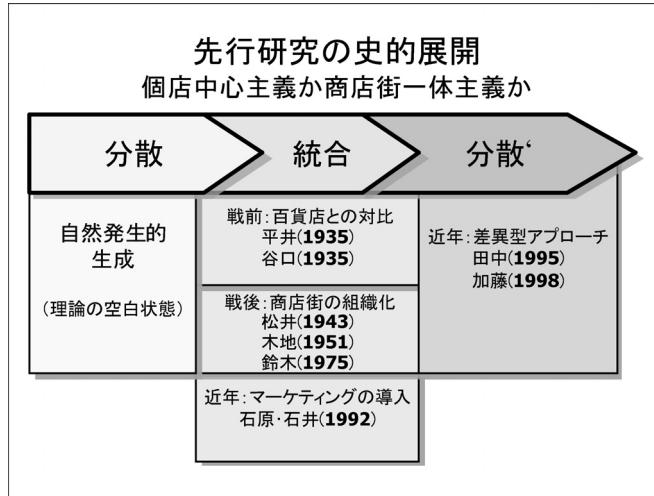 先行研究の史的展開
個店中心主義か商店街一体主義か
分散
統合
分散‘
自然発生的
生成
(理論の空白状態)
戦前:百貨店との対比
平井(1935)
谷口(1935)
戦後:商店街の組織化
松井(1943)
木地(1951)
鈴木(1975)
近年:マーケティングの導入
石原・石井(1992)
近年:差異型アプローチ
田中(1995)
加藤(1998)